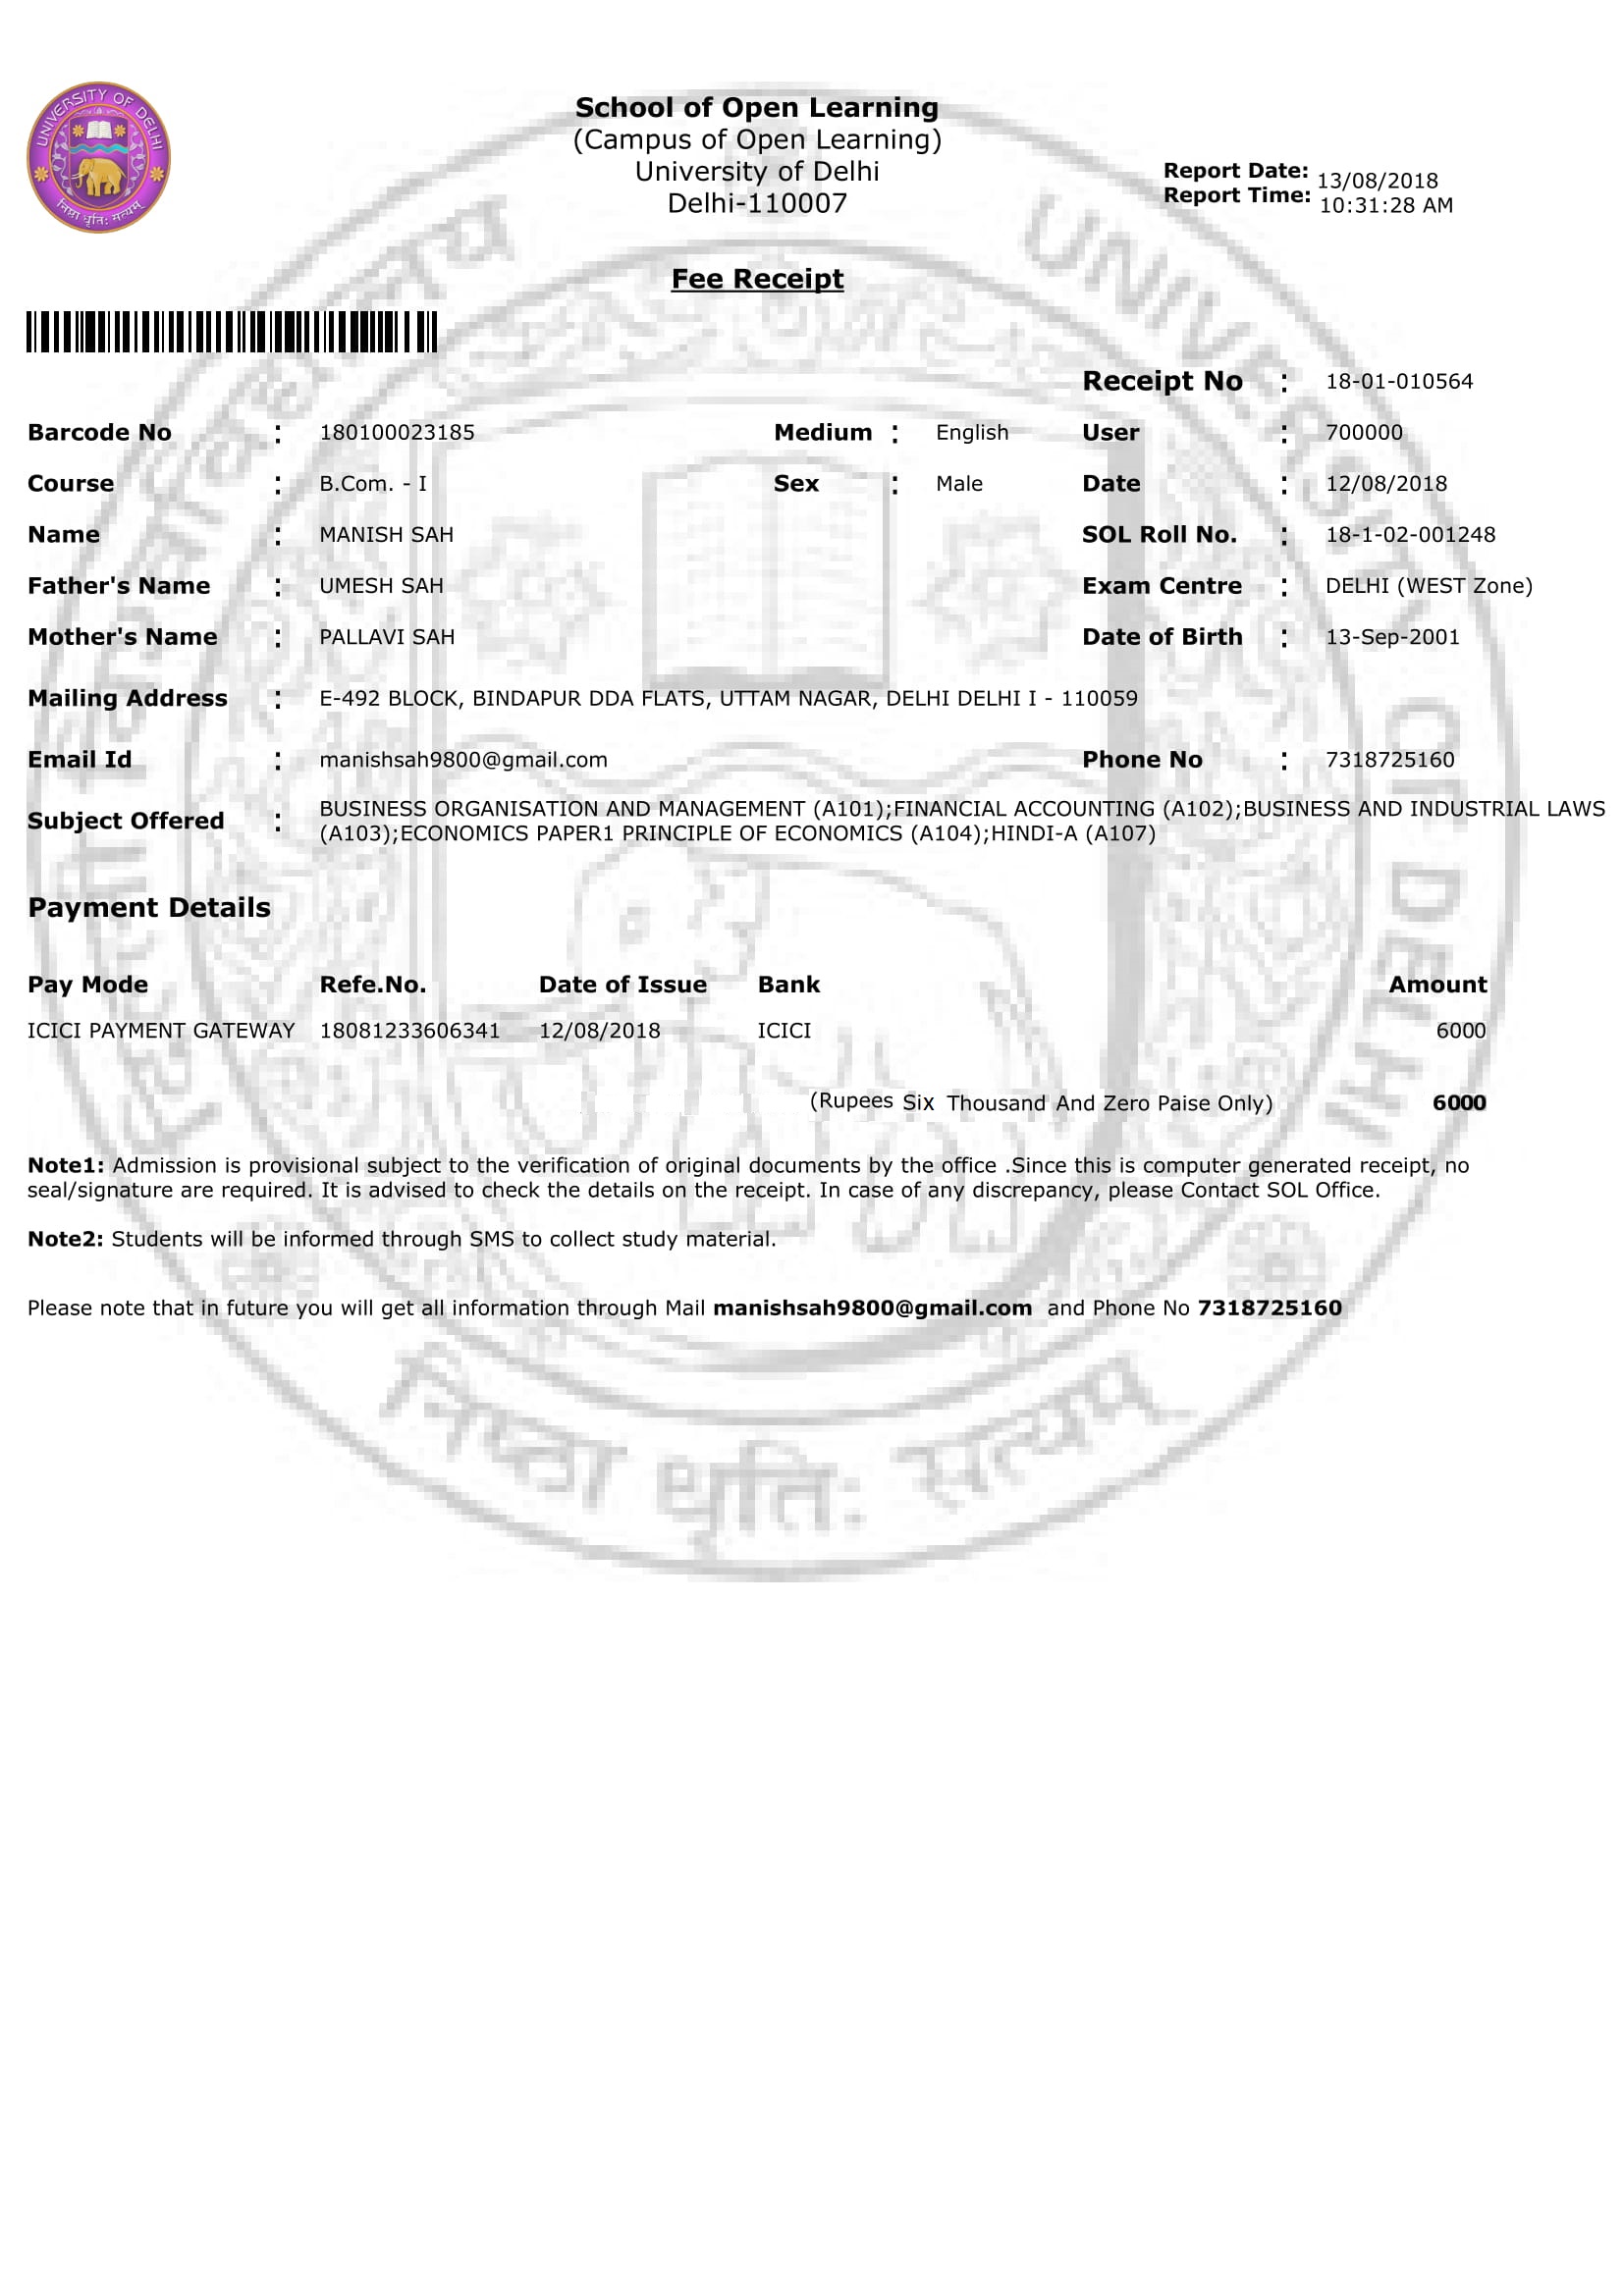 UNIVERSITY OF DELHI
निष्ठा धृति: सत्यम्
School of Open Learning
(Campus of Open Learning)
University of Delhi
Delhi-110007
Report Date: 13/08/2018
Report Time: 10:31:28 AM
Fee Receipt
Receipt No : 18-01-010564
Barcode No : 180100023185 Medium : English User : 700000
Course : B.Com. - I Sex : Male Date : 12/08/2018
Name : MANISH SAH SOL Roll No. : 18-1-02-001248
Father's Name : UMESH SAH Exam Centre : DELHI (WEST Zone)
Mother's Name : PALLAVI SAH Date of Birth : 13-Sep-2001
Mailing Address : E-492 BLOCK, BINDAPUR DDA FLATS, UTTAM NAGAR, DELHI DELHI I - 110059
Email Id : manishsah9800@gmail.com Phone No : 7318725160
Subject Offered : BUSINESS ORGANISATION AND MANAGEMENT (A101);FINANCIAL ACCOUNTING (A102);BUSINESS AND INDUSTRIAL LAWS
(A103);ECONOMICS PAPER1 PRINCIPLE OF ECONOMICS (A104);HINDI-A (A107)
Payment Details
Pay Mode Refe.No. Date of Issue Bank Amount
ICICI PAYMENT GATEWAY 18081233606341 12/08/2018 ICICI 6000
(Rupees Six Thousand And Zero Paise Only) 6000
Note1: Admission is provisional subject to the verification of original documents by the office .Since this is computer generated receipt, no
seal/signature are required. It is advised to check the details on the receipt. In case of any discrepancy, please Contact SOL Office.
Note2: Students will be informed through SMS to collect study material.
Please note that in future you will get all information through Mail manishsah9800@gmail.com and Phone No 7318725160
UNIVERSITY OF DELHI
निष्ठा धृति: सत्यम